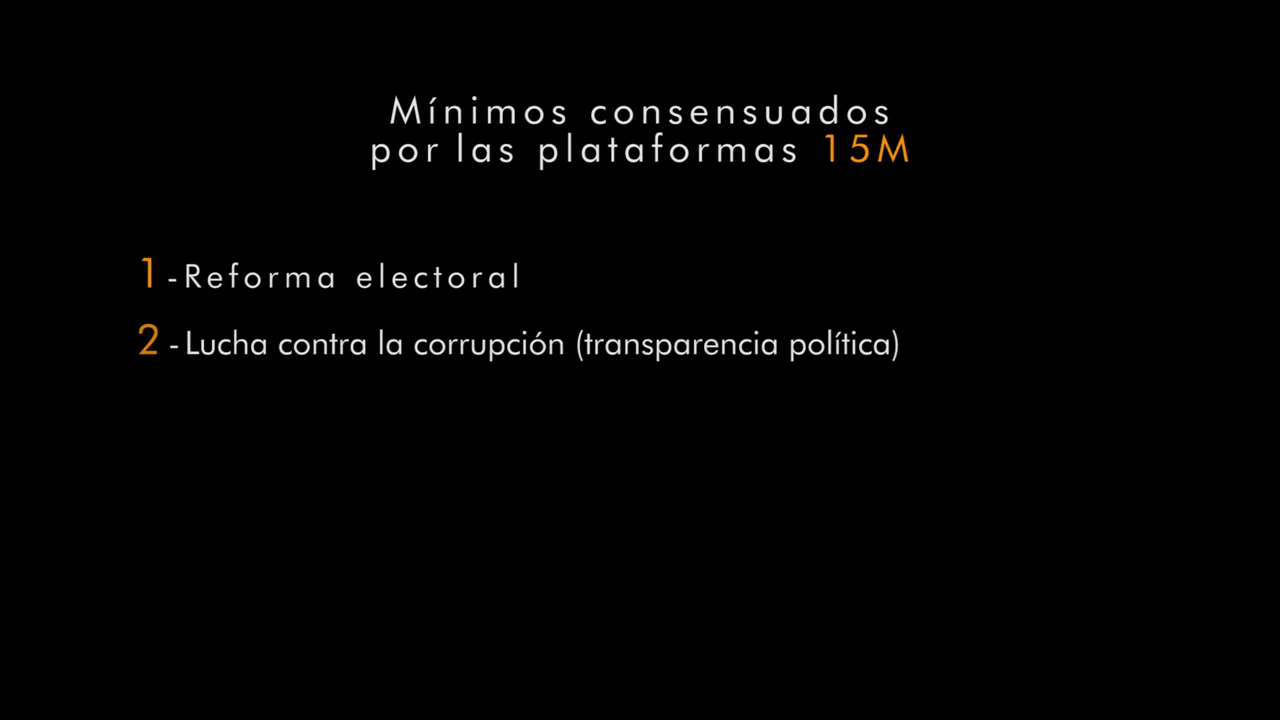 Mínimos consensuados
por las plataformas 15M
1 - Reforma electoral
2 - Lucha contra la corrupción (transparencia política)